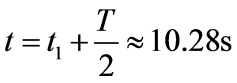 t = t₁ + T/2 ≈ 10.28s